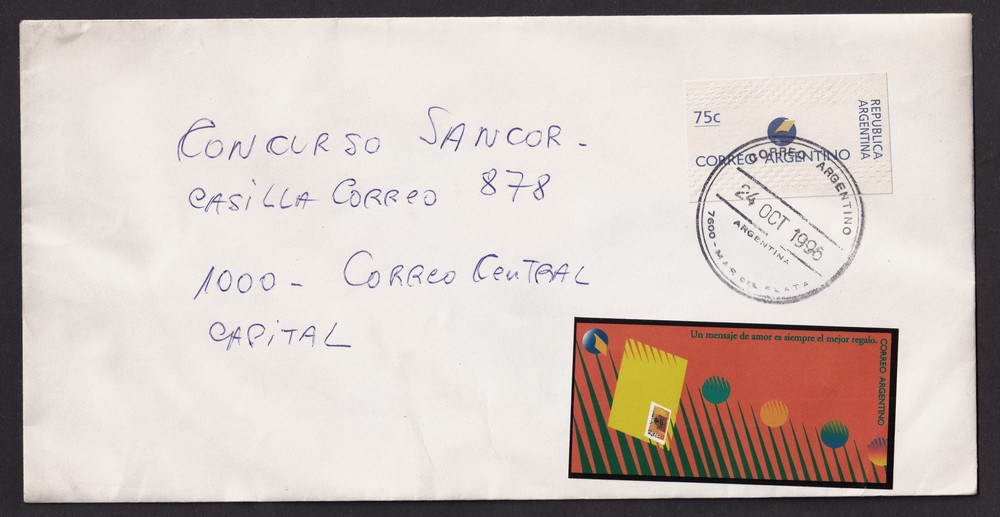 CONCURSO SANCOR -
CASILLA CORREO 878
1000 - CORREO CENTRAL
CAPITAL
75c
REPUBLICA
ARGENTINA
CORREO ARGENTINO
CORREO ARGENTINO
24 OCT 1996
ARGENTINA
7600 - MAR DEL PLATA
Un mensaje de amor es siempre el mejor regalo.
CORREO ARGENTINO